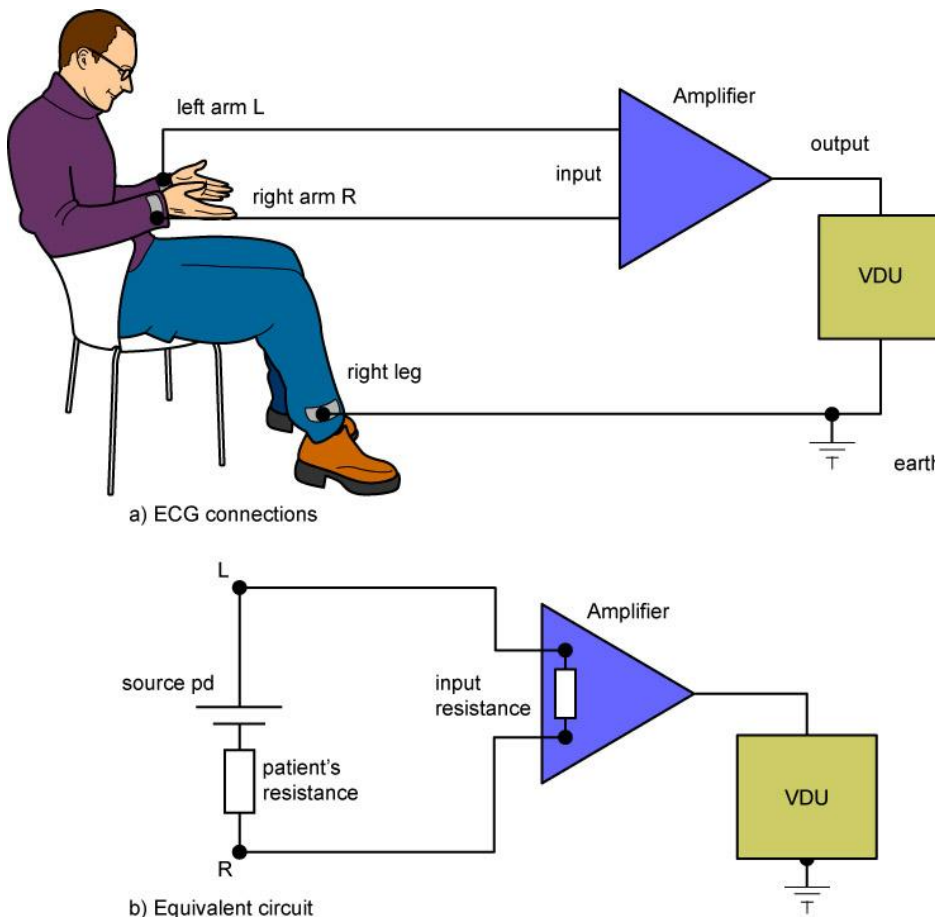 Amplifier
left arm L
output
input
right arm R
VDU
right leg
earth
a) ECG connections
L
Amplifier
source pd
input
resistance
patient's
resistance
VDU
R
b) Equivalent circuit